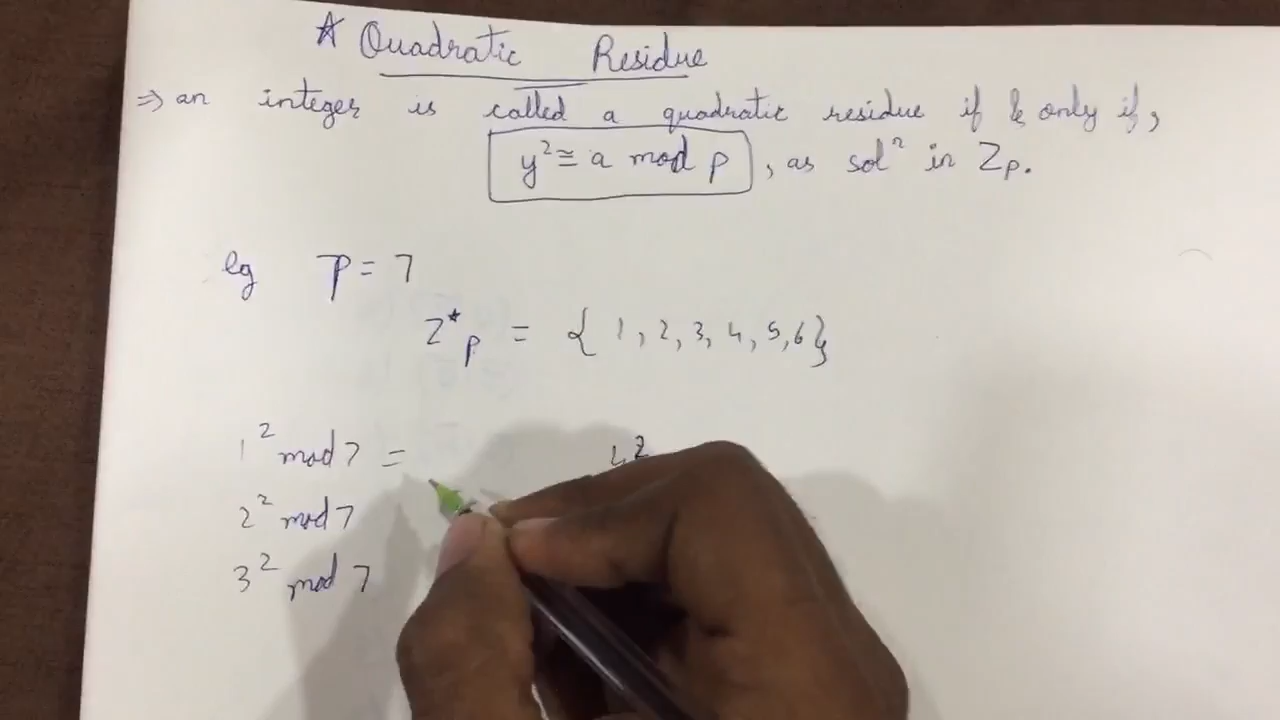 ☆ Quadratic Residue
⇒ an integer is called a quadratic residue if & only if,
y² ≅ a mod p, as solⁿ in Zp.
eg P = 7
Z*p = { 1, 2, 3, 4, 5, 6}
1² mod 7 = 4²
2² mod 7
3² mod 7